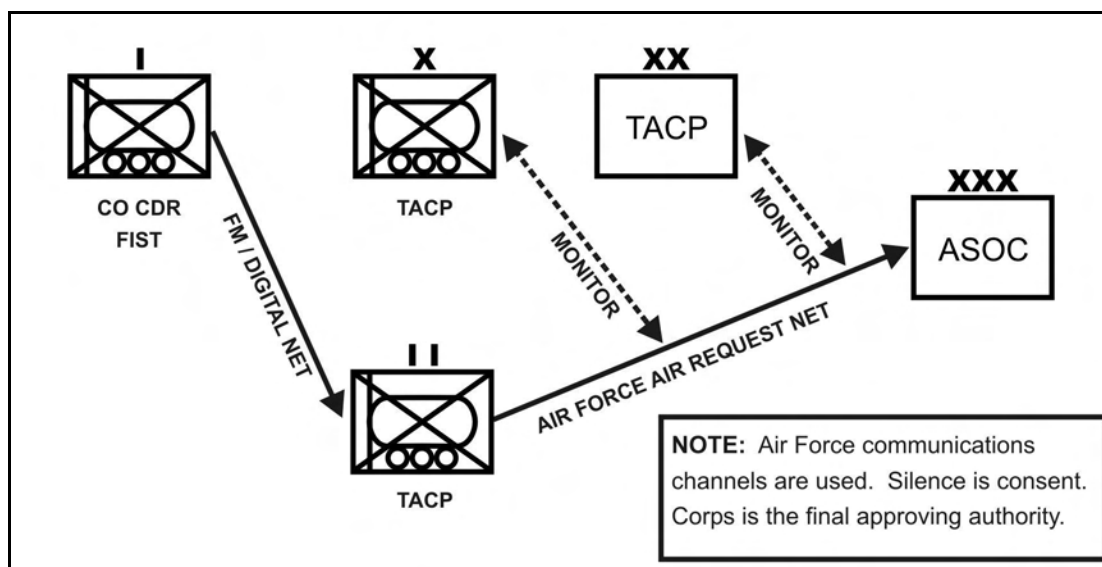 I
X
XX
XXX
TACP
ASOC
CO CDR
FIST
TACP
FM / DIGITAL NET
MONITOR
MONITOR
AIR FORCE AIR REQUEST NET
I I
TACP
NOTE: Air Force communications
channels are used. Silence is consent.
Corps is the final approving authority.